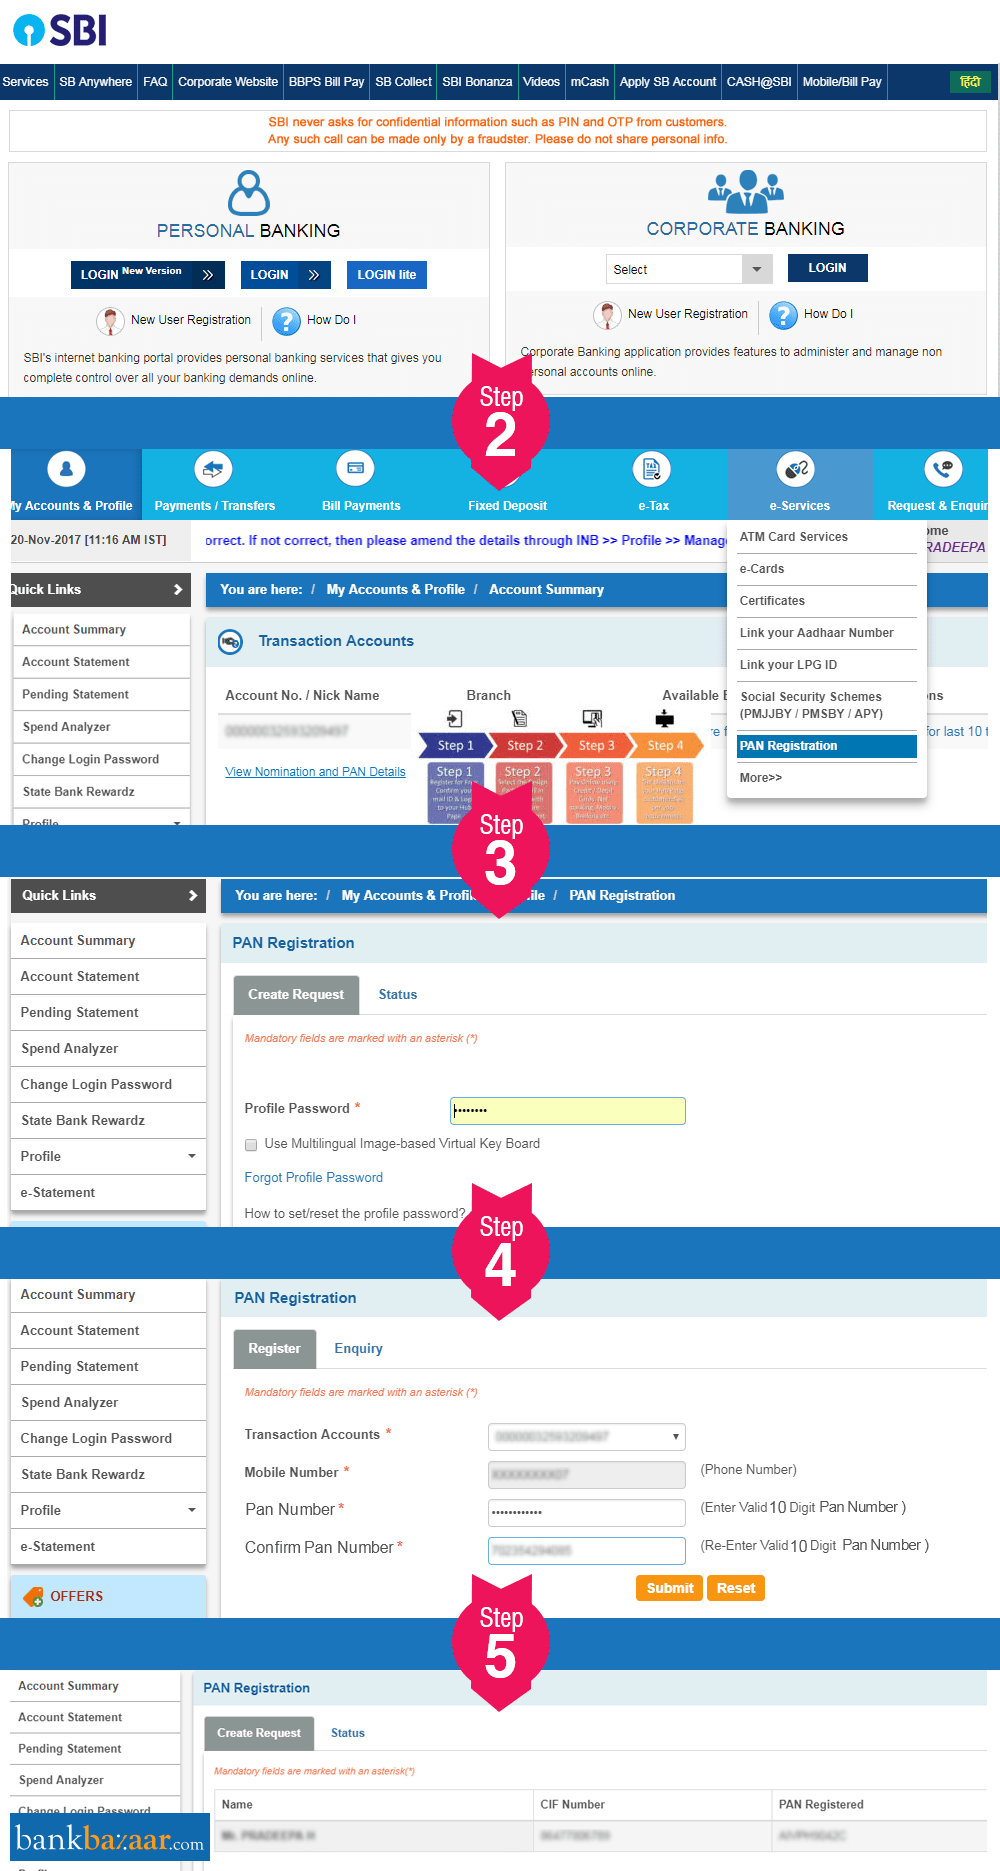 SBI
Services SB Anywhere FAQ Corporate Website BBPS Bill Pay SB Collect SBI Bonanza Videos mCash Apply SB Account CASH@SBI Mobile/Bill Pay हिंदी
SBI never asks for confidential information such as PIN and OTP from customers.
Any such call can be made only by a fraudster. Please do not share personal info.
PERSONAL BANKING
LOGIN New Version » LOGIN » LOGIN lite
New User Registration ? How Do I
SBI's internet banking portal provides personal banking services that gives you
complete control over all your banking demands online.
CORPORATE BANKING
Select LOGIN
New User Registration ? How Do I
Corporate Banking application provides features to administer and manage non
ersonal accounts online.
Step
2
y Accounts & Profile Payments / Transfers Bill Payments Fixed Deposit e-Tax e-Services Request & Enquir
20-Nov-2017 [11:16 AM IST] orrect. If not correct, then please amend the details through INB >> Profile >> Manag
ome
RADEEPA
ATM Card Services
e-Cards
Certificates
Link your Aadhaar Number
Link your LPG ID
Social Security Schemes
(PMJJBY / PMSBY / APY)
PAN Registration
More>>
Quick Links
You are here: / My Accounts & Profile / Account Summary
Account Summary
Account Statement
Pending Statement
Spend Analyzer
Change Login Password
State Bank Rewardz
Profile
Transaction Accounts
Account No. / Nick Name Branch Available ns
for last 10 t
View Nomination and PAN Details
Step 1 Step 2 Step 3 Step 4
Step 1 Step 2 Step 3 Step 4
Step
3
Quick Links
You are here: / My Accounts & Profi ile / PAN Registration
Account Summary
Account Statement
Pending Statement
Spend Analyzer
Change Login Password
State Bank Rewardz
Profile
e-Statement
PAN Registration
Create Request Status
Mandatory fields are marked with an asterisk (*)
Profile Password * ••••••••
Use Multilingual Image-based Virtual Key Board
Forgot Profile Password
How to set/reset the profile password?
Step
4
Account Summary
Account Statement
Pending Statement
Spend Analyzer
Change Login Password
State Bank Rewardz
Profile
e-Statement
OFFERS
PAN Registration
Register Enquiry
Mandatory fields are marked with an asterisk (*)
Transaction Accounts *
Mobile Number * (Phone Number)
Pan Number * •••••••••••• (Enter Valid 10 Digit Pan Number )
Confirm Pan Number * (Re-Enter Valid 10 Digit Pan Number )
Submit Reset
Step
5
Account Summary
Account Statement
Pending Statement
Spend Analyzer
Change Login Password
bankbazaar.com
PAN Registration
Create Request Status
Mandatory fields are marked with an asterisk(*)
Name CIF Number PAN Registered